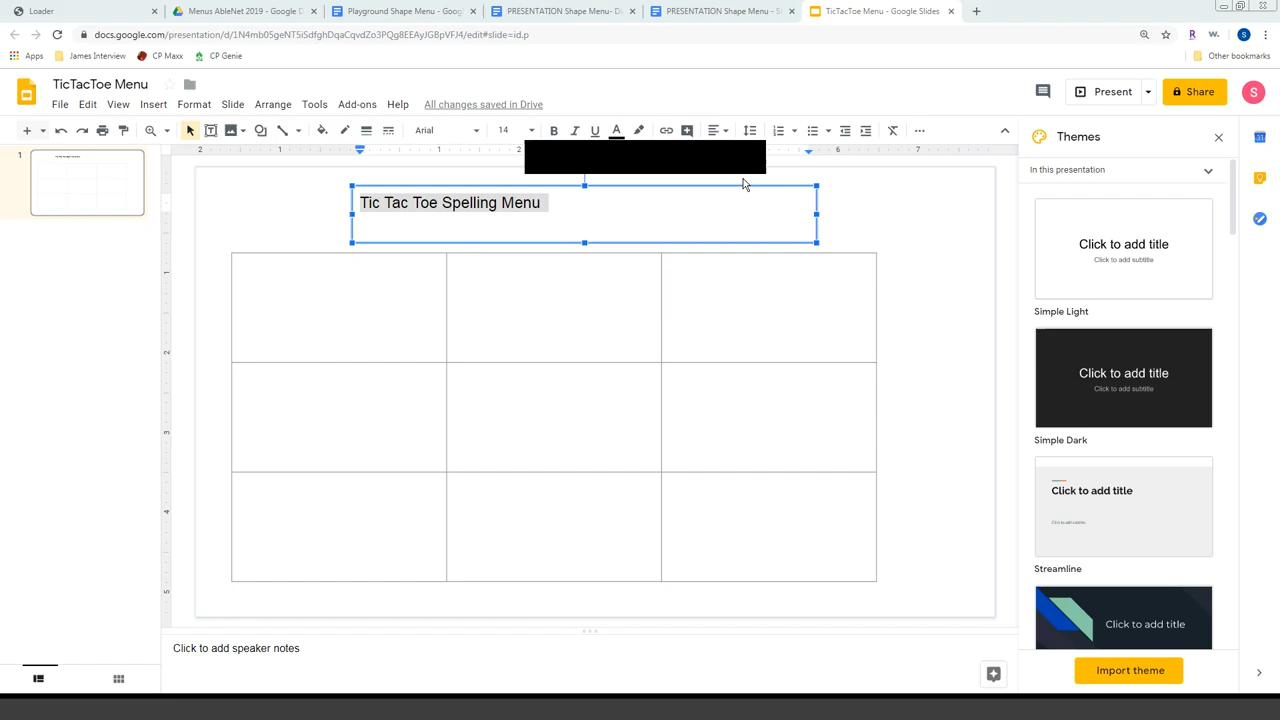 Loader
Menus AbleNet 2019 - Google D
Playground Shape Menu - Goog
PRESENTATION Shape Menu- Di
PRESENTATION Shape Menu - S
TicTacToe Menu - Google Slides
docs.google.com/presentation/d/1N4mb05geNT5iSdfghDqaCqvdZo3PQg8EEAyJGBpVFJ4/edit#slide=id.p
Apps James Interview CP Maxx CP Genie Other bookmarks
TicTacToe Menu
File Edit View Insert Format Slide Arrange Tools Add-ons Help All changes saved in Drive
Present Share S
Arial 14
Themes
In this presentation
Tic Tac Toe Spelling Menu
Click to add title
Click to add subtitle
Simple Light
Click to add title
Click to add subtitle
Simple Dark
Click to add title
Click to add subtitle
Streamline
Click to add title
Import theme
Click to add speaker notes